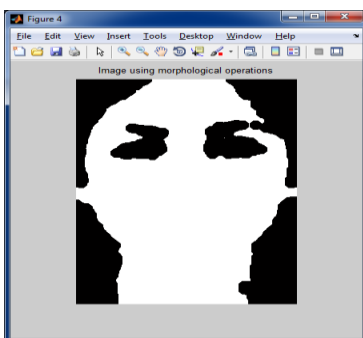 Figure 4
File Edit View Insert Tools Desktop Window Help
Image using morphological operations